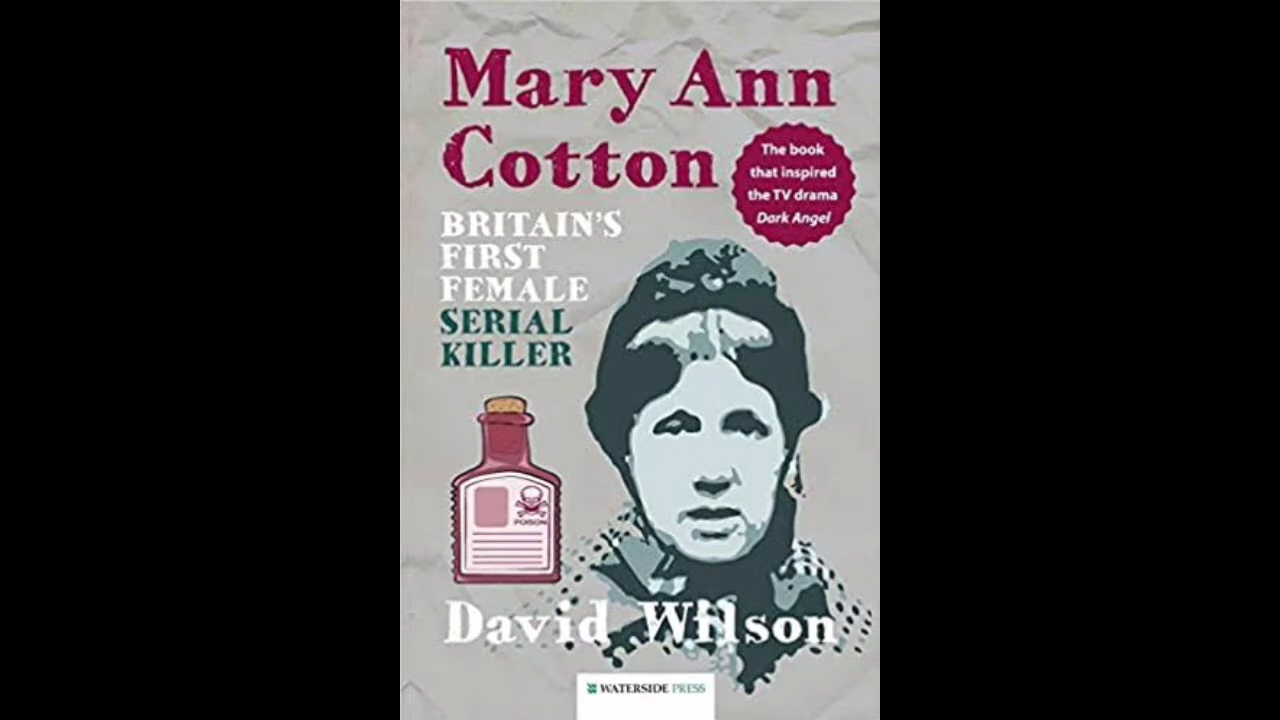 Mary Ann
Cotton
The book
that inspired
the TV drama
Dark Angel
BRITAIN'S
FIRST
FEMALE
SERIAL
KILLER
POISON
David Wilson
WATERSIDE PRESS